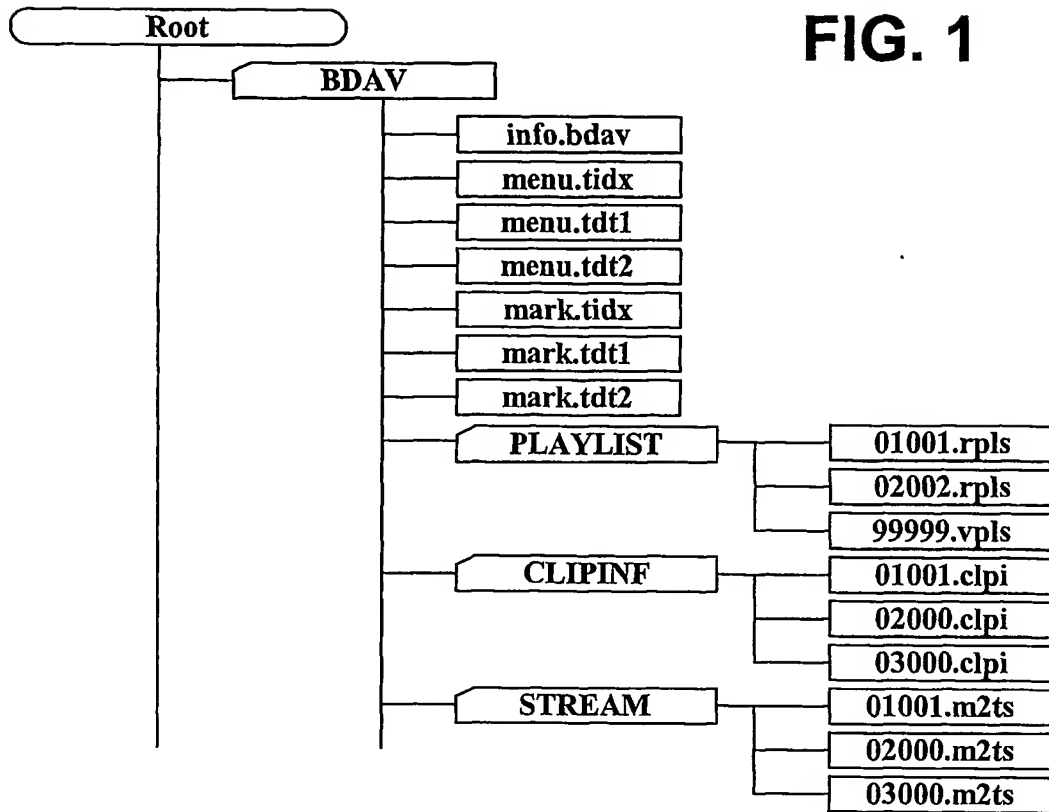 FIG. 1
Root
BDAV
info.bdav
menu.tidx
menu.tdt1
menu.tdt2
mark.tidx
mark.tdt1
mark.tdt2
PLAYLIST
01001.rpls
02002.rpls
99999.vpls
CLIPINF
01001.clpi
02000.clpi
03000.clpi
STREAM
01001.m2ts
02000.m2ts
03000.m2ts